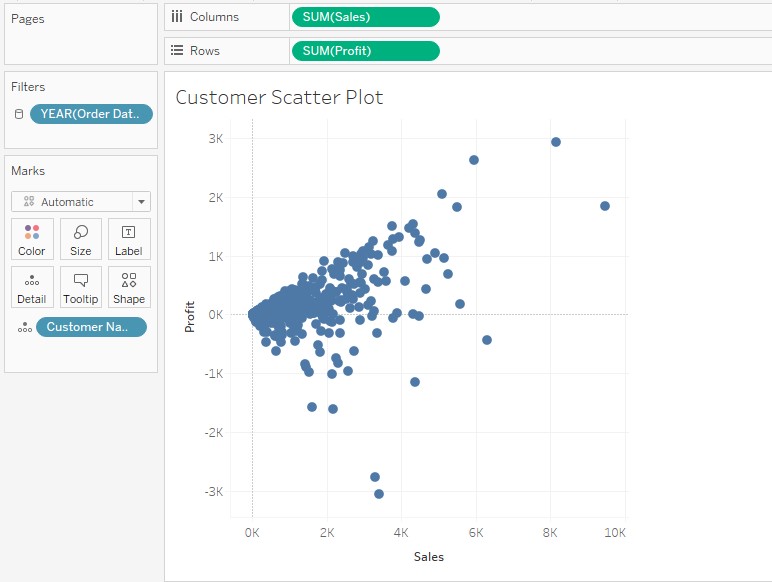 Pages
Columns
SUM(Sales)
Rows
SUM(Profit)
Filters
YEAR(Order Dat..
Marks
Automatic
Color
Size
Label
Detail
Tooltip
Shape
Customer Na..
Customer Scatter Plot
3K
2K
1K
0K
-1K
-2K
-3K
Profit
0K 2K 4K 6K 8K 10K
Sales